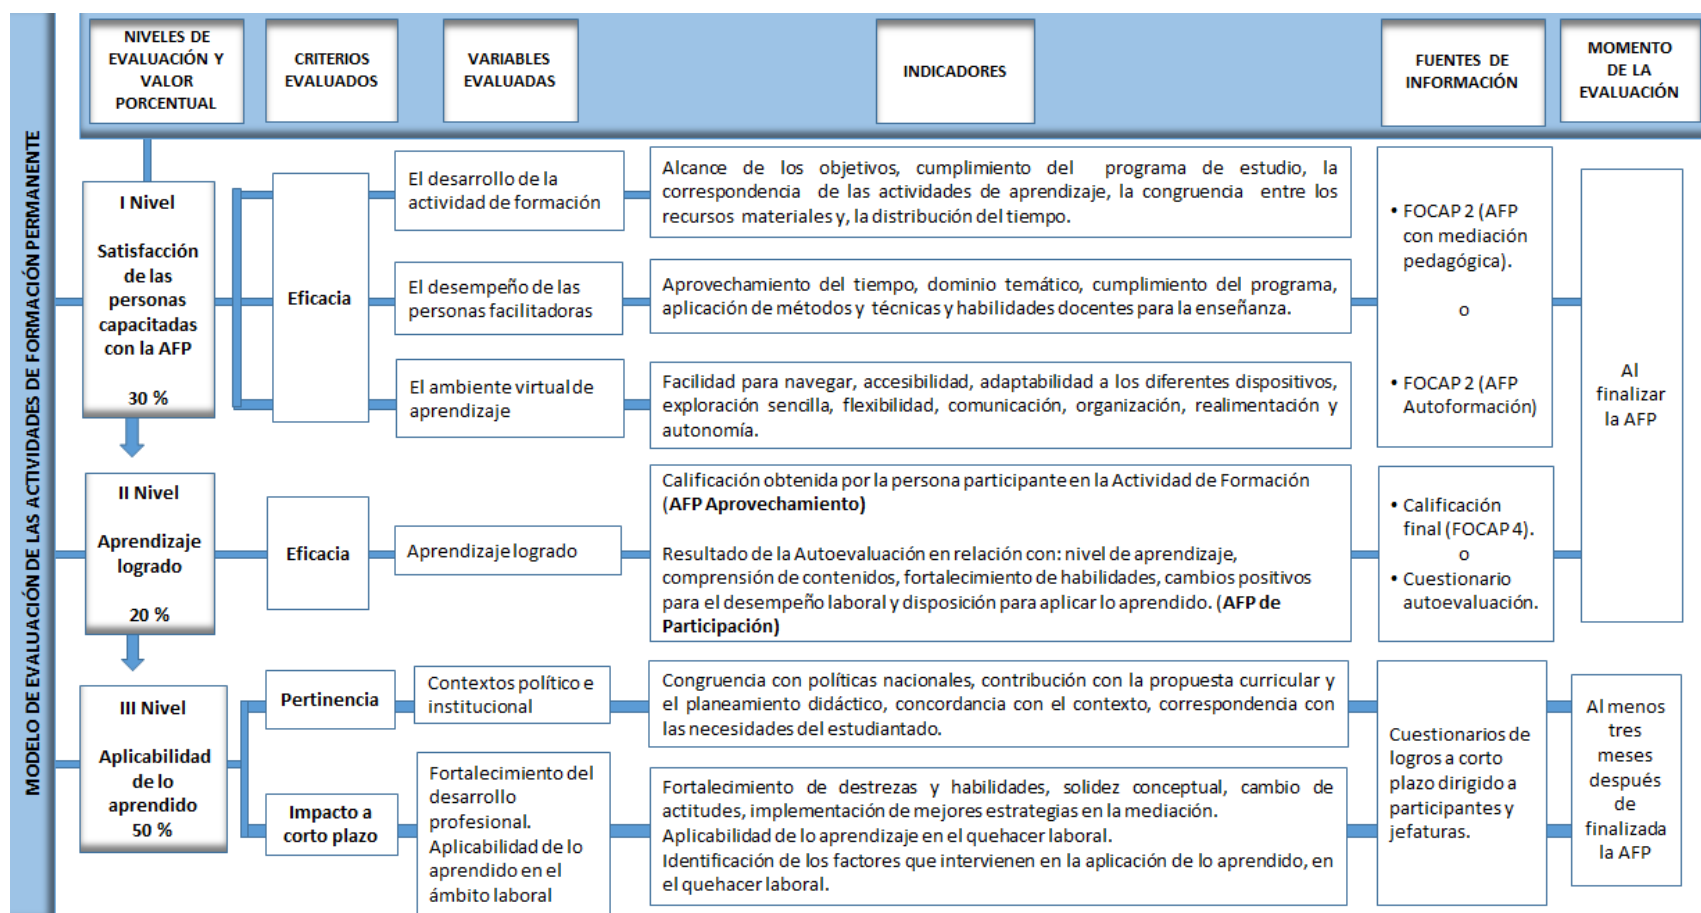 MODELO DE EVALUACIÓN DE LAS ACTIVIDADES DE FORMACIÓN PERMANENTE
NIVELES DE
EVALUACIÓN Y
VALOR
PORCENTUAL
CRITERIOS
EVALUADOS
VARIABLES
EVALUADAS
INDICADORES
FUENTES DE
INFORMACIÓN
MOMENTO
DE LA
EVALUACIÓN
I Nivel
Satisfacción
de las
personas
capacitadas
con la AFP
30 %
Eficacia
El desarrollo de la
actividad de formación
Alcance de los objetivos, cumplimiento del programa de estudio, la
correspondencia de las actividades de aprendizaje, la congruencia entre los
recursos materiales y, la distribución del tiempo.
El desempeño de las
personas facilitadoras
Aprovechamiento del tiempo, dominio temático, cumplimiento del programa,
aplicación de métodos y técnicas y habilidades docentes para la enseñanza.
El ambiente virtual de
aprendizaje
Facilidad para navegar, accesibilidad, adaptabilidad a los diferentes dispositivos,
exploración sencilla, flexibilidad, comunicación, organización, realimentación y
autonomía.
• FOCAP 2 (AFP
con mediación
pedagógica).
o
• FOCAP 2 (AFP
Autoformación)
Al
finalizar
la AFP
II Nivel
Aprendizaje
logrado
20 %
Eficacia
Aprendizaje logrado
Calificación obtenida por la persona participante en la Actividad de Formación
(AFP Aprovechamiento)
Resultado de la Autoevaluación en relación con: nivel de aprendizaje,
comprensión de contenidos, fortalecimiento de habilidades, cambios positivos
para el desempeño laboral y disposición para aplicar lo aprendido. (AFP de
Participación)
• Calificación
final (FOCAP 4).
o
• Cuestionario
autoevaluación.
III Nivel
Aplicabilidad
de lo
aprendido
50 %
Pertinencia
Contextos político e
institucional
Congruencia con políticas nacionales, contribución con la propuesta curricular y
el planeamiento didáctico, concordancia con el contexto, correspondencia con
las necesidades del estudiantado.
Impacto a
corto plazo
Fortalecimiento del
desarrollo
profesional.
Aplicabilidad de lo
aprendido en el
ámbito laboral
Fortalecimiento de destrezas y habilidades, solidez conceptual, cambio de
actitudes, implementación de mejores estrategias en la mediación.
Aplicabilidad de lo aprendizaje en el quehacer laboral.
Identificación de los factores que intervienen en la aplicación de lo aprendido, en
el quehacer laboral.
Cuestionarios de
logros a corto
plazo dirigido a
participantes y
jefaturas.
Al menos
tres
meses
después
de
finalizada
la AFP